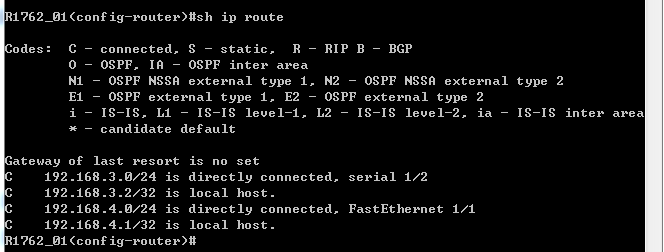 R1762_01(config-router)#sh ip route
Codes:  C - connected, S - static,  R - RIP B - BGP
        O - OSPF, IA - OSPF inter area
        N1 - OSPF NSSA external type 1, N2 - OSPF NSSA external type 2
        E1 - OSPF external type 1, E2 - OSPF external type 2
        i - IS-IS, L1 - IS-IS level-1, L2 - IS-IS level-2, ia - IS-IS inter area
        * - candidate default
Gateway of last resort is no set
C    192.168.3.0/24 is directly connected, serial 1/2
C    192.168.3.2/32 is local host.
C    192.168.4.0/24 is directly connected, FastEthernet 1/1
C    192.168.4.1/32 is local host.
R1762_01(config-router)#